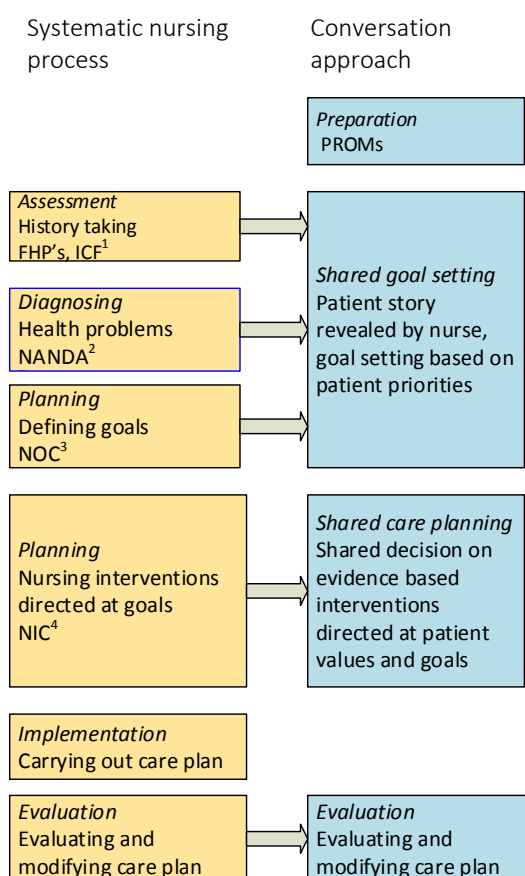 Systematic nursing
process
Conversation
approach
Preparation
PROMs
Assessment
History taking
FHP's, ICF¹
Diagnosing
Health problems
NANDA²
Planning
Defining goals
NOC³
Shared goal setting
Patient story
revealed by nurse,
goal setting based on
patient priorities
Planning
Nursing interventions
directed at goals
NIC⁴
Shared care planning
Shared decision on
evidence based
interventions
directed at patient
values and goals
Implementation
Carrying out care plan
Evaluation
Evaluating and
modifying care plan
Evaluation
Evaluating and
modifying care plan